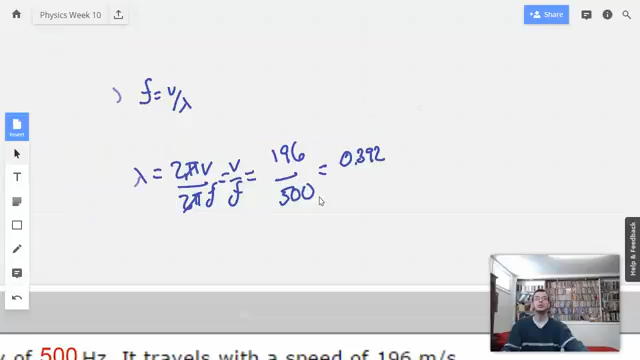 Physics Week 10
Share
Insert
) f = v/λ
λ = 2πv/2πf = v/f = 196/500 = 0.392
Help & Feedback
y of 500 Hz. It travels with a speed of 196 m/s